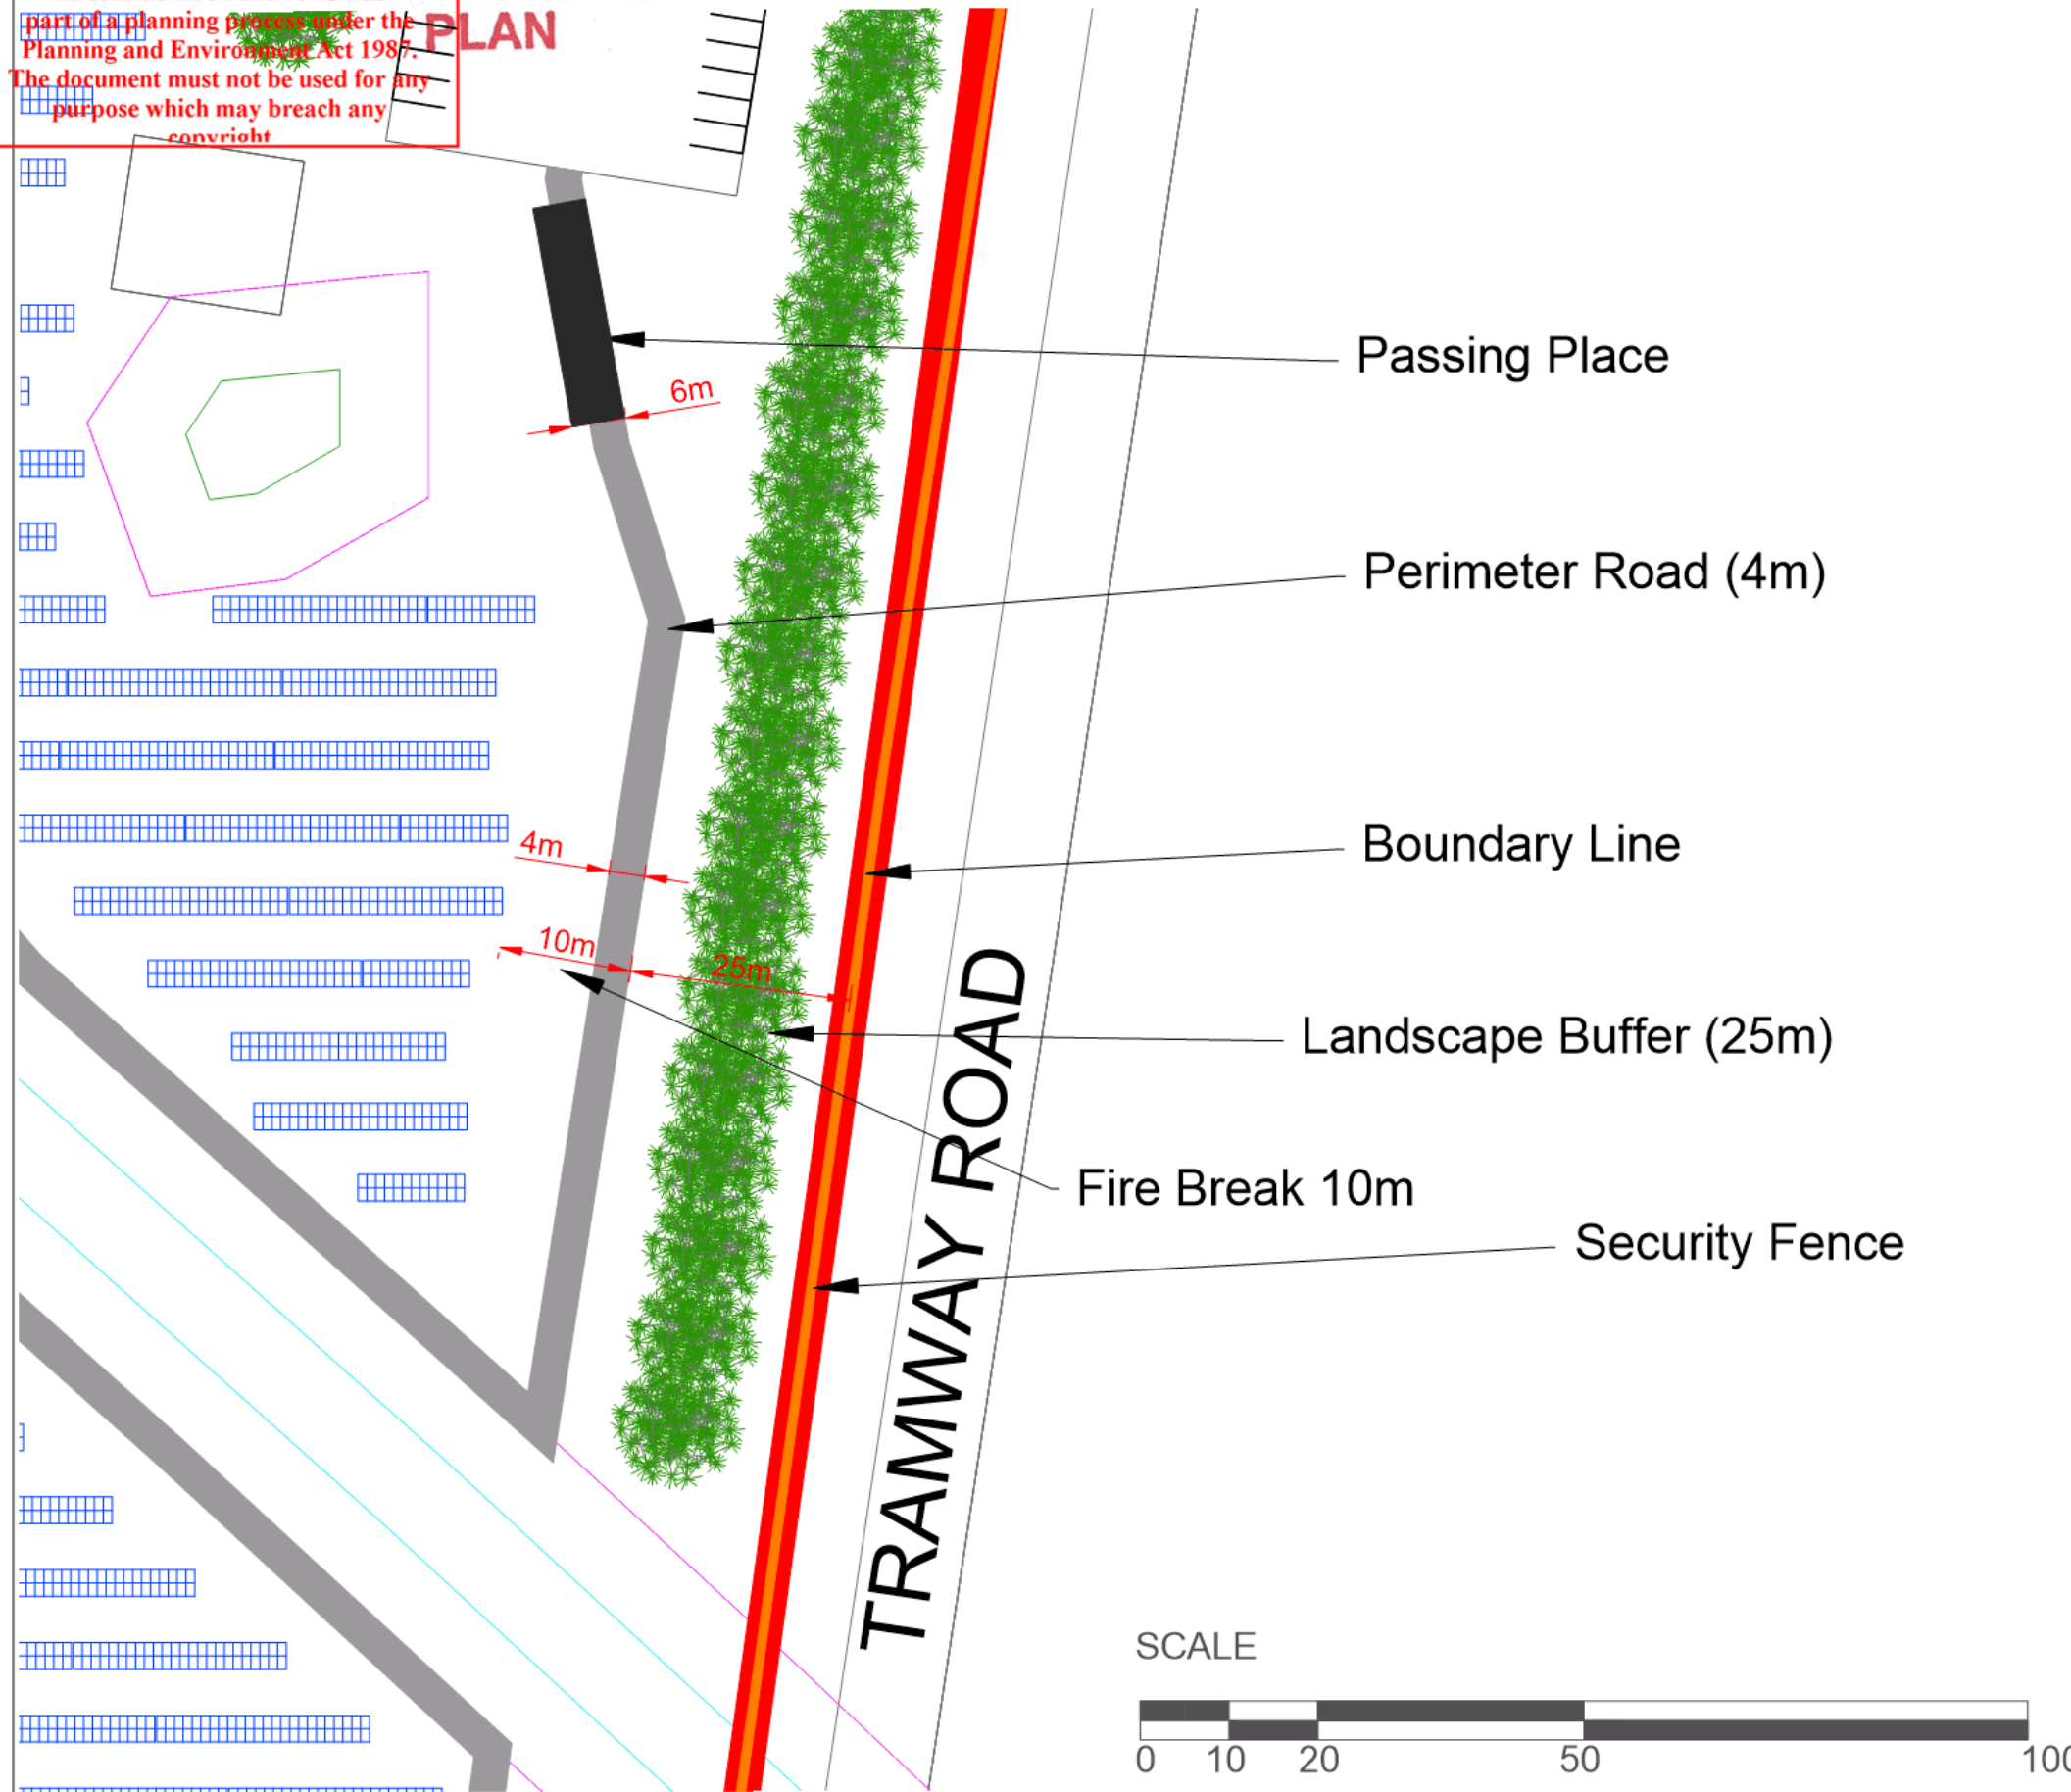 part of a planning process under the
Planning and Environment Act 1987.
The document must not be used for any
purpose which may breach any
copyright
PLAN
Passing Place
6m
Perimeter Road (4m)
4m
Boundary Line
10m
25m
Landscape Buffer (25m)
Fire Break 10m
Security Fence
TRAMWAY ROAD
SCALE
0 10 20 50 100